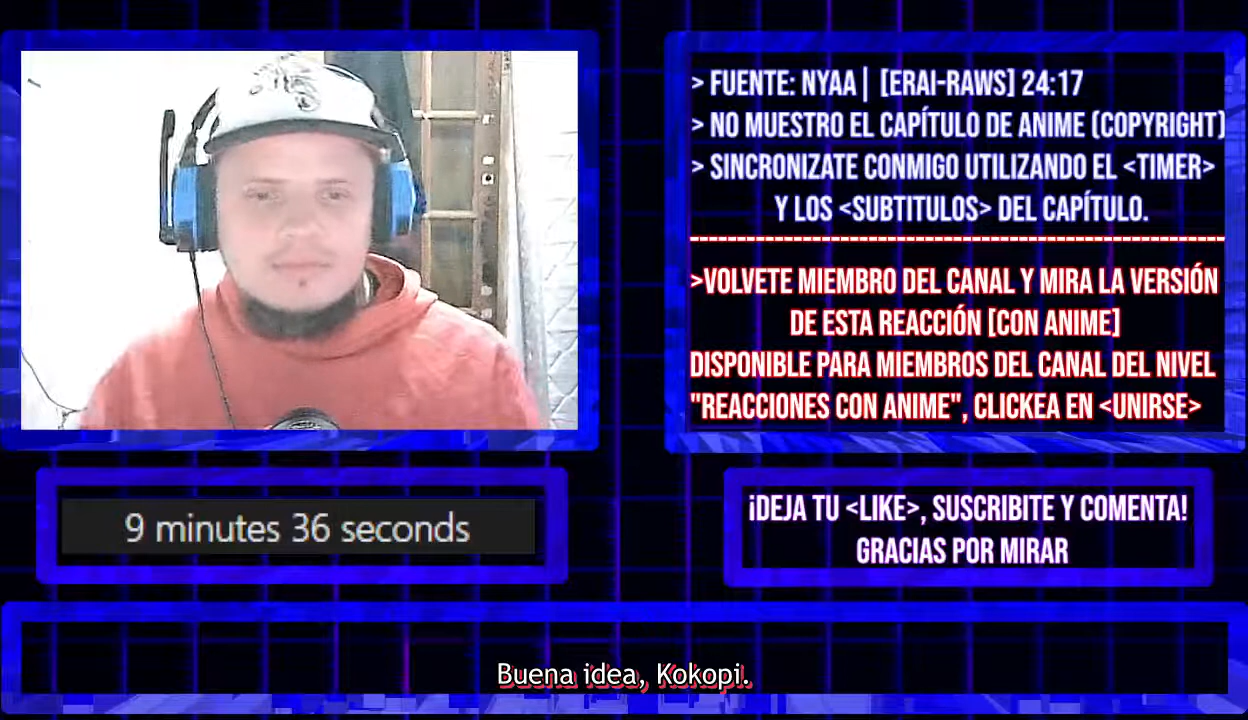 > FUENTE: NYAA| [ERAI-RAWS] 24:17
> NO MUESTRO EL CAPÍTULO DE ANIME (COPYRIGHT)
> SINCRONIZATE CONMIGO UTILIZANDO EL <TIMER>
Y LOS <SUBTITULOS> DEL CAPÍTULO.
>VOLVETE MIEMBRO DEL CANAL Y MIRA LA VERSIÓN
DE ESTA REACCIÓN [CON ANIME]
DISPONIBLE PARA MIEMBROS DEL CANAL DEL NIVEL
"REACCIONES CON ANIME", CLICKEA EN <UNIRSE>
9 minutes 36 seconds
¡DEJA TU <LIKE>, SUSCRIBITE Y COMENTA!
GRACIAS POR MIRAR
Buena idea, Kokopi.